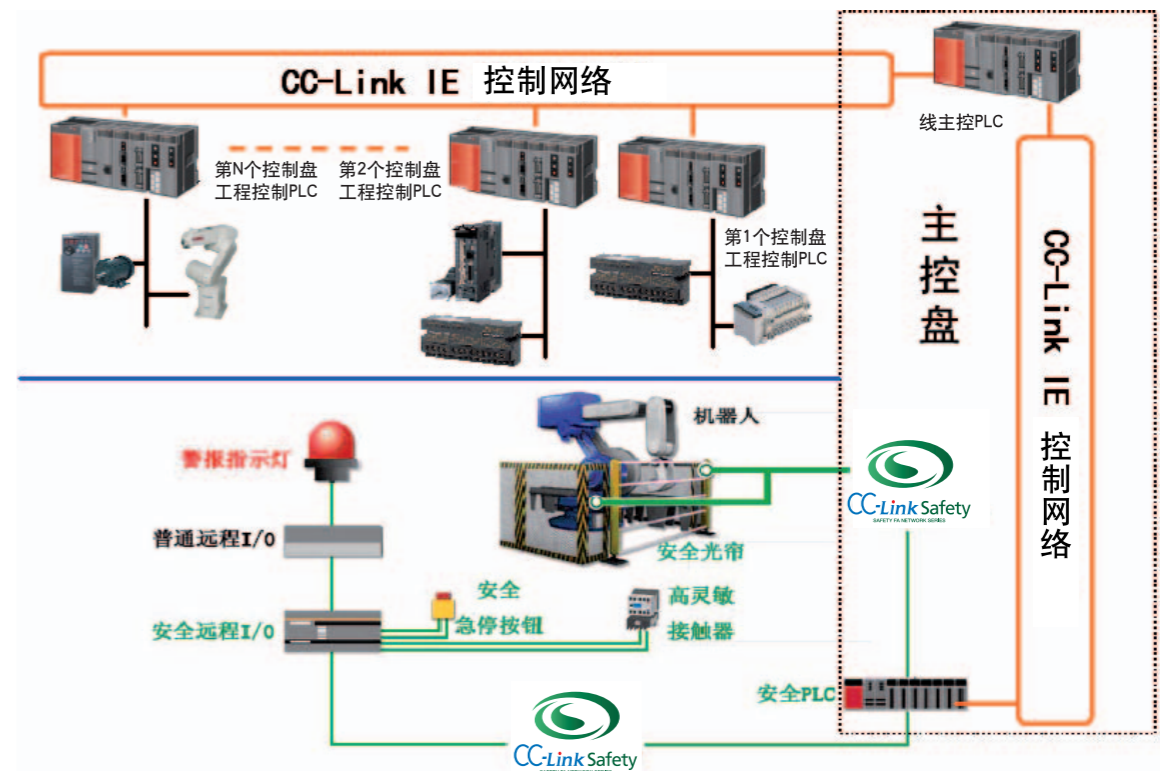 CC-Link IE 控制网络
线主控PLC
第N个控制盘
工程控制PLC
第2个控制盘
工程控制PLC
第1个控制盘
工程控制PLC
主控盘
CC-Link IE 控制网络
机器人
警报指示灯
CC-Link Safety
SAFETY FA NETWORK SERIES
普通远程I/O
安全光帘
安全
急停按钮
高灵敏
接触器
安全远程I/O
安全PLC
CC-Link Safety